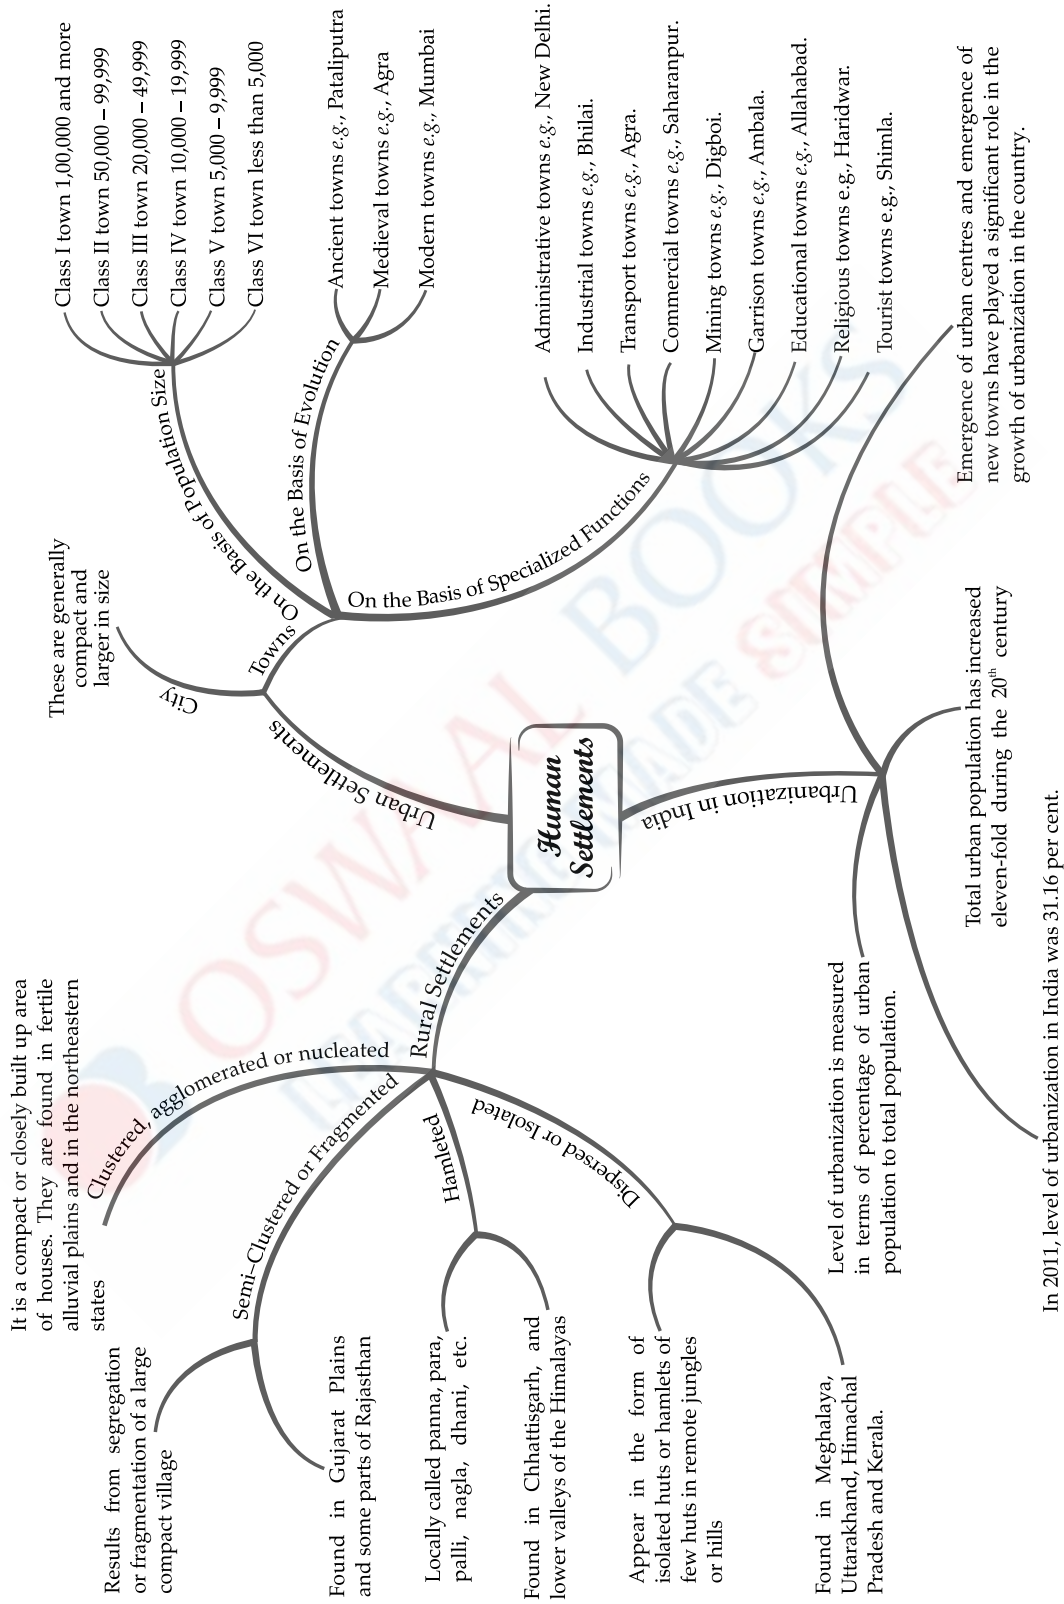 Human
Settlements
Rural Settlements
Clustered, agglomerated or nucleated
It is a compact or closely built up area
of houses. They are found in fertile
alluvial plains and in the northeastern
states
Semi–Clustered or Fragmented
Results from segregation
or fragmentation of a large
compact village
Found in Gujarat Plains
and some parts of Rajasthan
Hamleted
Locally called panna, para,
palli, nagla, dhani, etc.
Found in Chhattisgarh, and
lower valleys of the Himalayas
Dispersed or Isolated
Appear in the form of
isolated huts or hamlets of
few huts in remote jungles
or hills
Found in Meghalaya,
Uttarakhand, Himachal
Pradesh and Kerala.
Urban Settlements
City
These are generally
compact and
larger in size
Towns
On the Basis of Population Size
Class I town 1,00,000 and more
Class II town 50,000 – 99,999
Class III town 20,000 – 49,999
Class IV town 10,000 – 19,999
Class V town 5,000 – 9,999
Class VI town less than 5,000
On the Basis of Evolution
Ancient towns e.g., Pataliputra
Medieval towns e.g., Agra
Modern towns e.g., Mumbai
On the Basis of Specialized Functions
Administrative towns e.g., New Delhi.
Industrial towns e.g., Bhilai.
Transport towns e.g., Agra.
Commercial towns e.g., Saharanpur.
Mining towns e.g., Digboi.
Garrison towns e.g., Ambala.
Educational towns e.g., Allahabad.
Religious towns e.g., Haridwar.
Tourist towns e.g., Shimla.
Urbanization in India
Level of urbanization is measured
in terms of percentage of urban
population to total population.
In 2011, level of urbanization in India was 31.16 per cent.
Total urban population has increased
eleven-fold during the 20th century
Emergence of urban centres and emergence of
new towns have played a significant role in the
growth of urbanization in the country.
OSWAAL BOOKS
LEARNING MADE SIMPLE